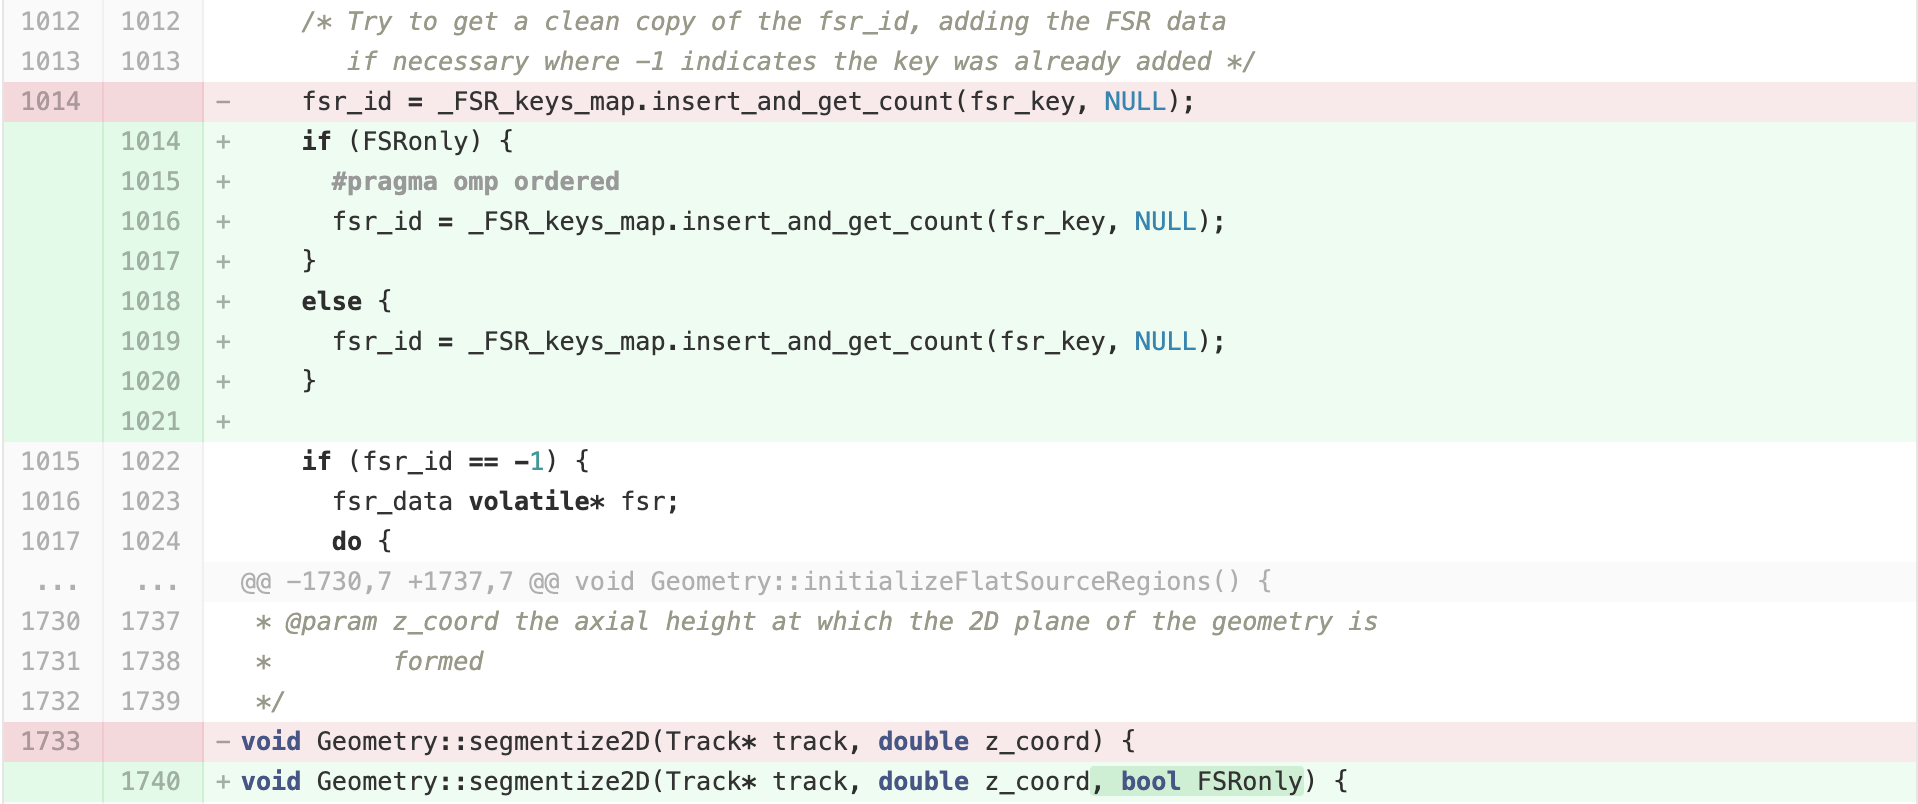 1012 1012 /* Try to get a clean copy of the fsr_id, adding the FSR data
1013 1013 if necessary where -1 indicates the key was already added */
1014 - fsr_id = _FSR_keys_map.insert_and_get_count(fsr_key, NULL);
1014 + if (FSRonly) {
1015 + #pragma omp ordered
1016 + fsr_id = _FSR_keys_map.insert_and_get_count(fsr_key, NULL);
1017 + }
1018 + else {
1019 + fsr_id = _FSR_keys_map.insert_and_get_count(fsr_key, NULL);
1020 + }
1021 +
1015 1022 if (fsr_id == -1) {
1016 1023 fsr_data volatile* fsr;
1017 1024 do {
... ... @@ -1730,7 +1737,7 @@ void Geometry::initializeFlatSourceRegions() {
1730 1737 * @param z_coord the axial height at which the 2D plane of the geometry is
1731 1738 * formed
1732 1739 */
1733 - void Geometry::segmentize2D(Track* track, double z_coord) {
1740 + void Geometry::segmentize2D(Track* track, double z_coord, bool FSRonly) {